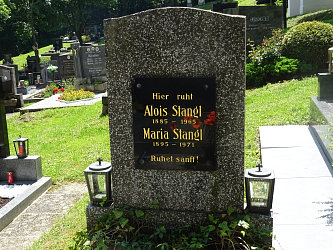 Hier ruht
Alois Stangl
1885 - 1965
Maria Stangl
1895 - 1971
Ruhet sanft!